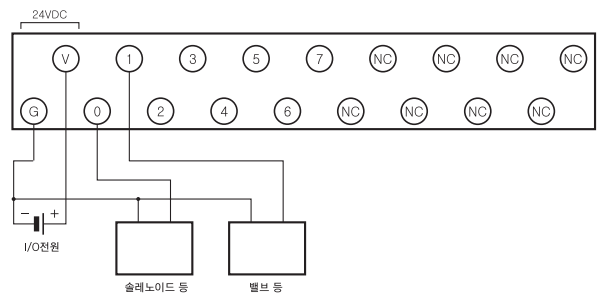 24VDC
V 1 3 5 7 NC NC NC NC
G 0 2 4 6 NC NC NC NC
− +
I/O전원
솔레노이드 등 밸브 등